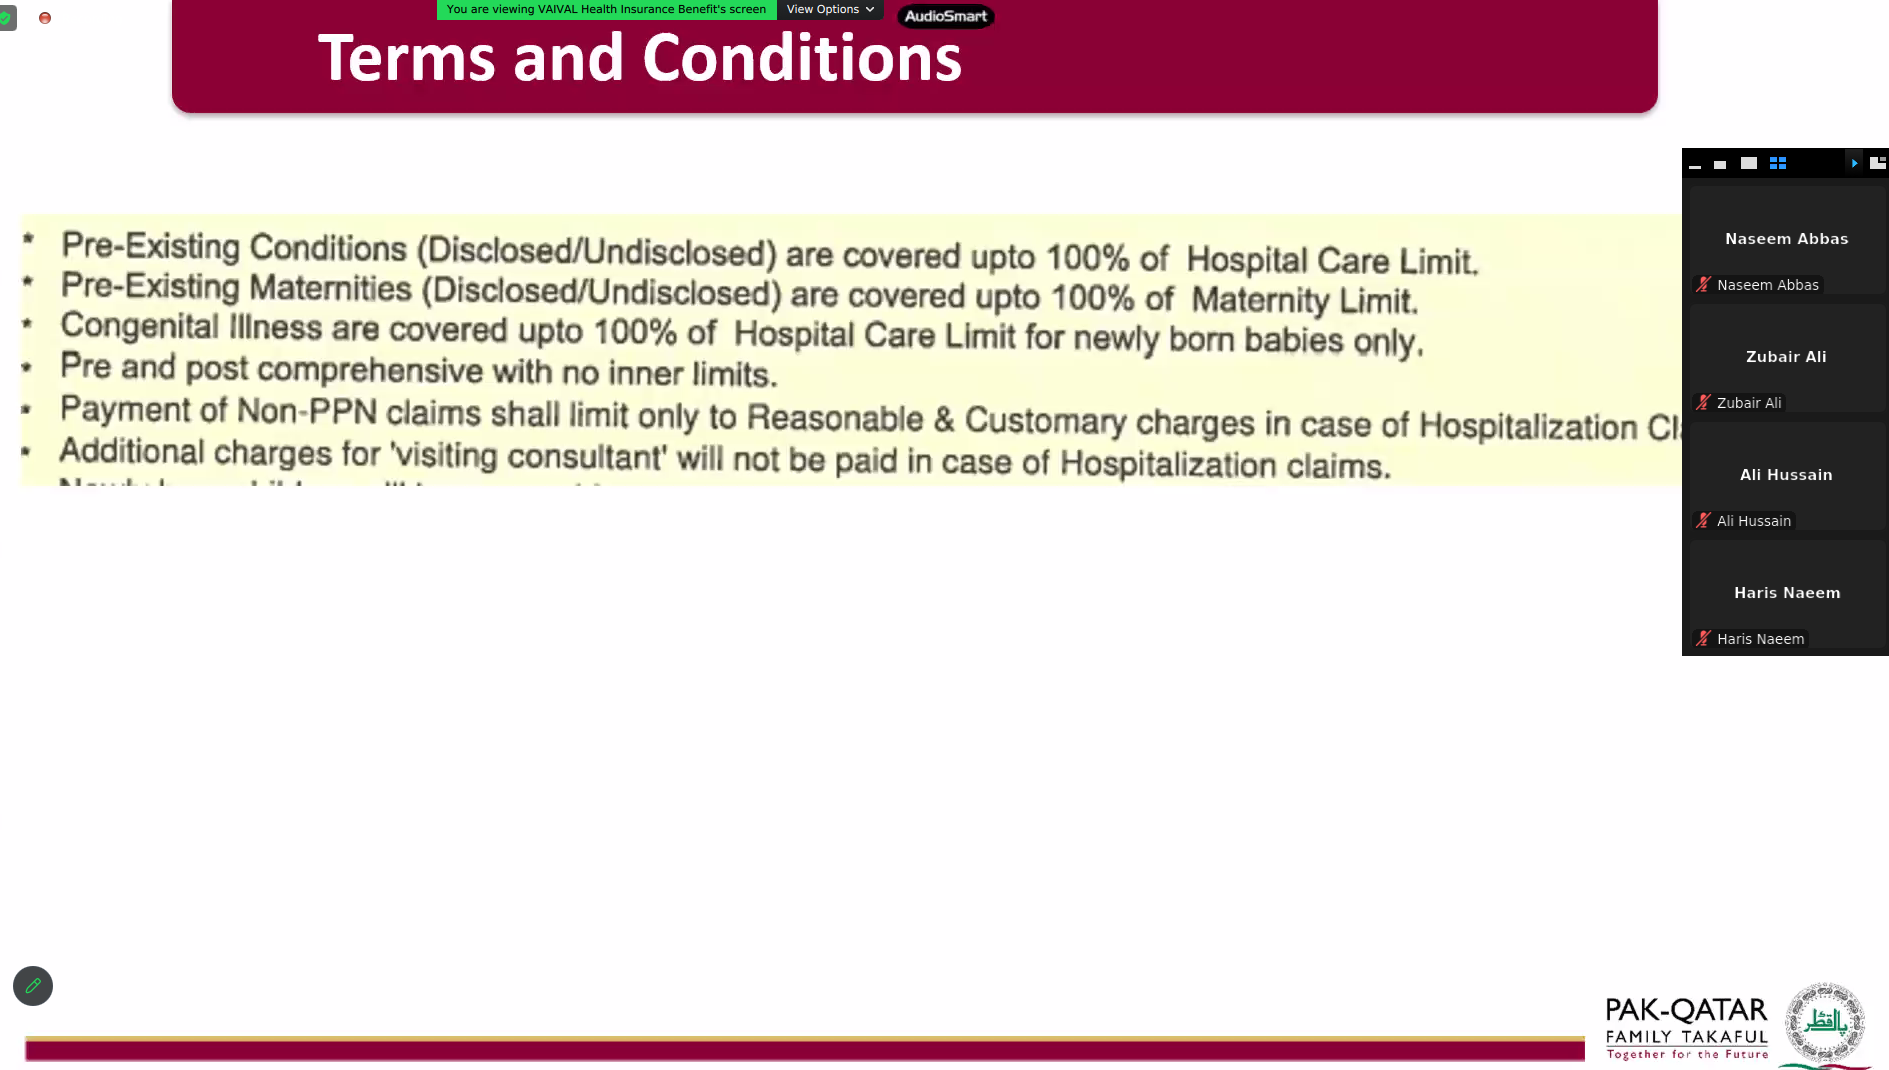 You are viewing VAIVAL Health Insurance Benefit's screen
View Options
AudioSmart
Terms and Conditions
* Pre-Existing Conditions (Disclosed/Undisclosed) are covered upto 100% of Hospital Care Limit.
* Pre-Existing Maternities (Disclosed/Undisclosed) are covered upto 100% of Maternity Limit.
* Congenital Illness are covered upto 100% of Hospital Care Limit for newly born babies only.
* Pre and post comprehensive with no inner limits.
* Payment of Non-PPN claims shall limit only to Reasonable & Customary charges in case of Hospitalization
* Additional charges for 'visiting consultant' will not be paid in case of Hospitalization claims.
Naseem Abbas
Naseem Abbas
Zubair Ali
Zubair Ali
Ali Hussain
Ali Hussain
Haris Naeem
Haris Naeem
PAK-QATAR
FAMILY TAKAFUL
Together for the Future